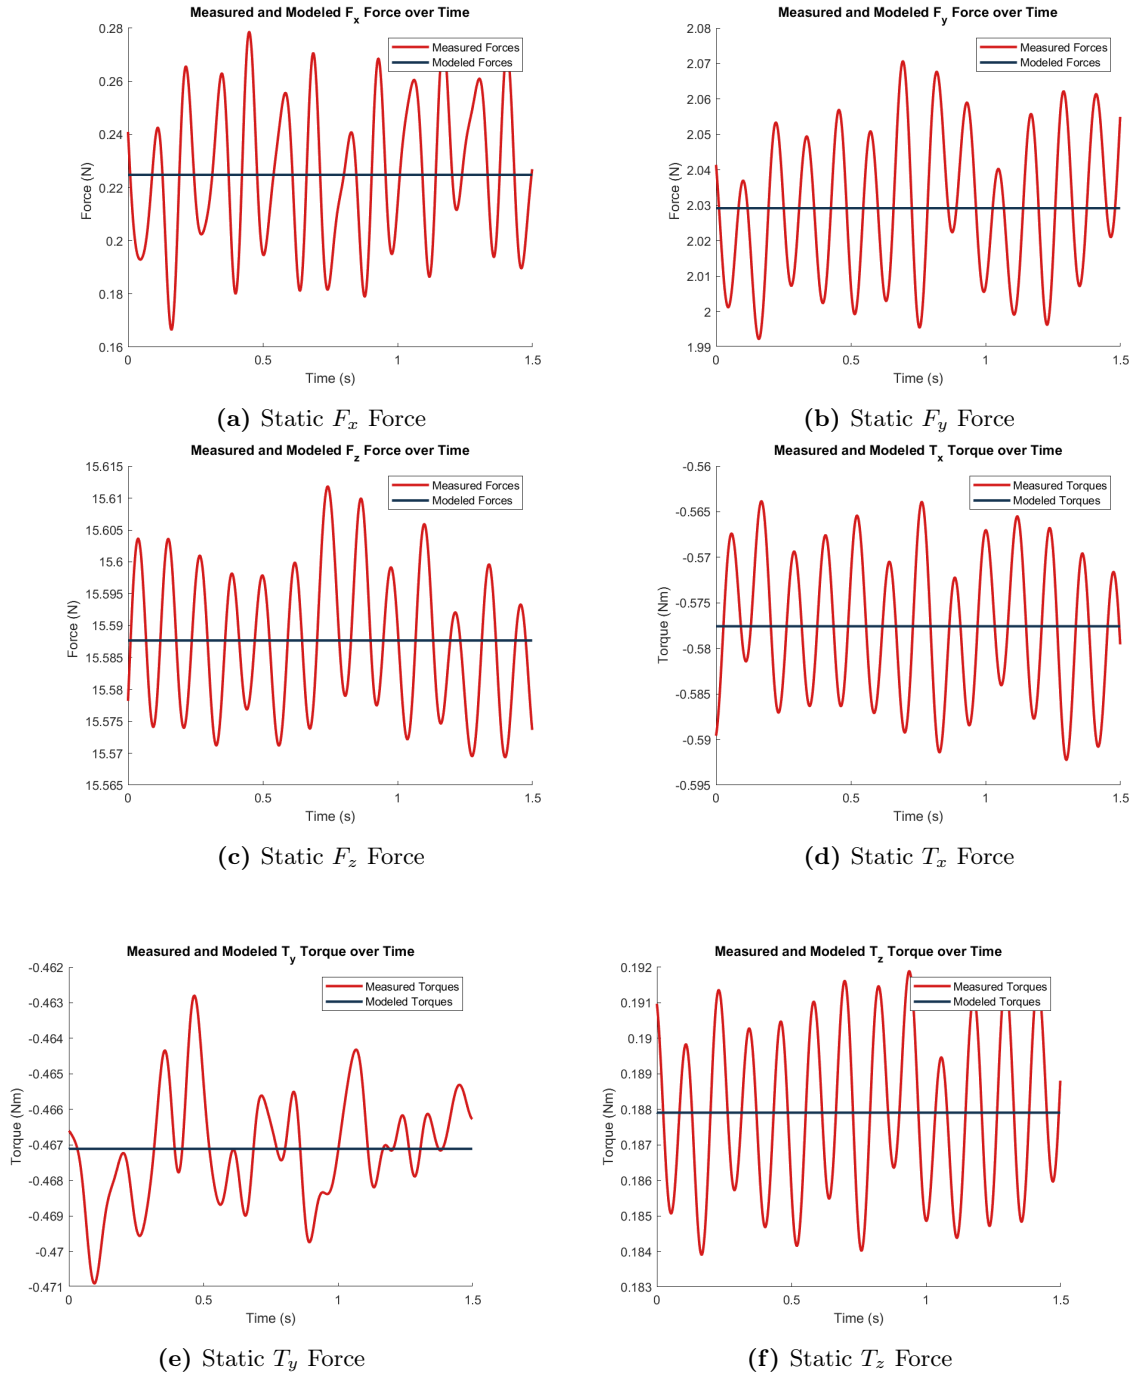 Measured and Modeled F_x Force over Time
Measured Forces
Modeled Forces
0.28
0.26
0.24
0.22
0.2
0.18
0.16
Force (N)
0 0.5 1 1.5
Time (s)
(a) Static F_x Force
Measured and Modeled F_y Force over Time
Measured Forces
Modeled Forces
2.08
2.07
2.06
2.05
2.04
2.03
2.02
2.01
2
1.99
Force (N)
0 0.5 1 1.5
Time (s)
(b) Static F_y Force
Measured and Modeled F_z Force over Time
Measured Forces
Modeled Forces
15.615
15.61
15.605
15.6
15.595
15.59
15.585
15.58
15.575
15.57
15.565
Force (N)
0 0.5 1 1.5
Time (s)
(c) Static F_z Force
Measured and Modeled T_x Torque over Time
Measured Torques
Modeled Torques
-0.56
-0.565
-0.57
-0.575
-0.58
-0.585
-0.59
-0.595
Torque (Nm)
0 0.5 1 1.5
Time (s)
(d) Static T_x Force
Measured and Modeled T_y Torque over Time
Measured Torques
Modeled Torques
-0.462
-0.463
-0.464
-0.465
-0.466
-0.467
-0.468
-0.469
-0.47
-0.471
Torque (Nm)
0 0.5 1 1.5
Time (s)
(e) Static T_y Force
Measured and Modeled T_z Torque over Time
Measured Torques
Modeled Torques
0.192
0.191
0.19
0.189
0.188
0.187
0.186
0.185
0.184
0.183
Torque (Nm)
0 0.5 1 1.5
Time (s)
(f) Static T_z Force